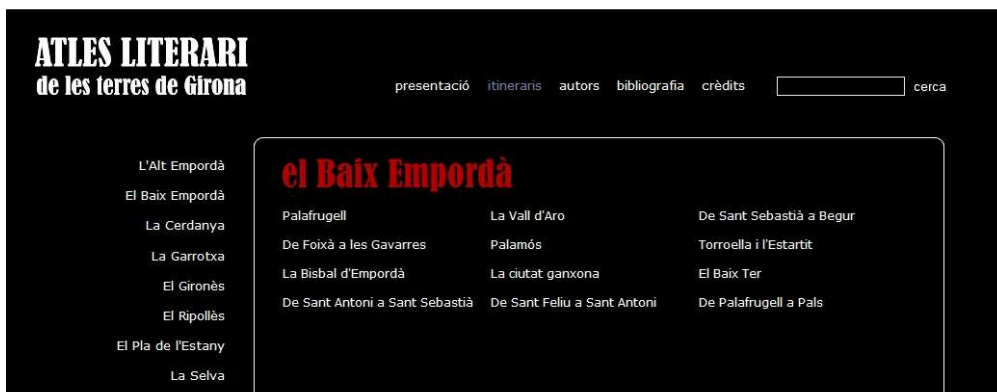 ATLES LITERARI
de les terres de Girona
presentació itineraris autors bibliografia crèdits cerca
L'Alt Empordà
El Baix Empordà
La Cerdanya
La Garrotxa
El Gironès
El Ripollès
El Pla de l'Estany
La Selva
el Baix Empordà
Palafrugell La Vall d'Aro De Sant Sebastià a Begur
De Foixà a les Gavarres Palamós Torroella i l'Estartit
La Bisbal d'Empordà La ciutat ganxona El Baix Ter
De Sant Antoni a Sant Sebastià De Sant Feliu a Sant Antoni De Palafrugell a Pals